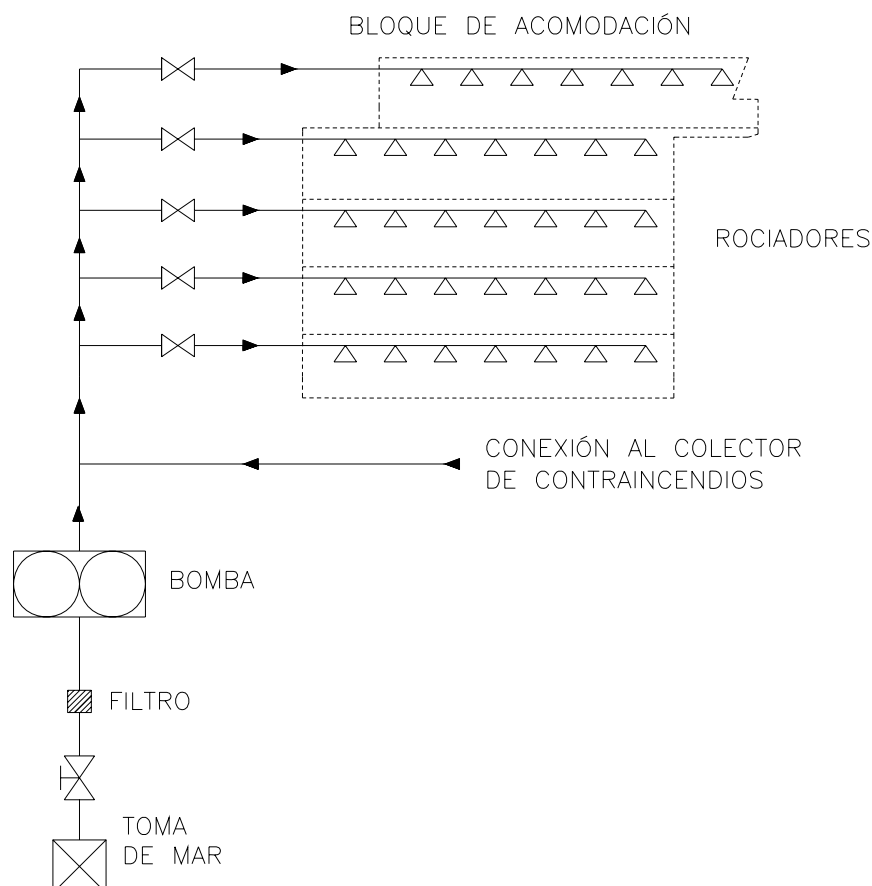 BLOQUE DE ACOMODACIÓN
ROCIADORES
CONEXIÓN AL COLECTOR
DE CONTRAINCENDIOS
BOMBA
FILTRO
TOMA
DE MAR